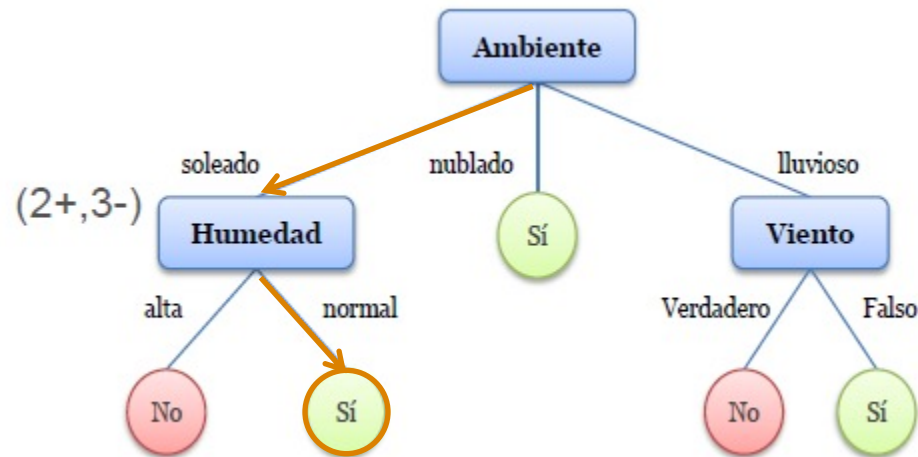 Ambiente
soleado
nublado
lluvioso
(2+,3-)
Humedad
Sí
Viento
alta
normal
Verdadero
Falso
No
Sí
No
Sí